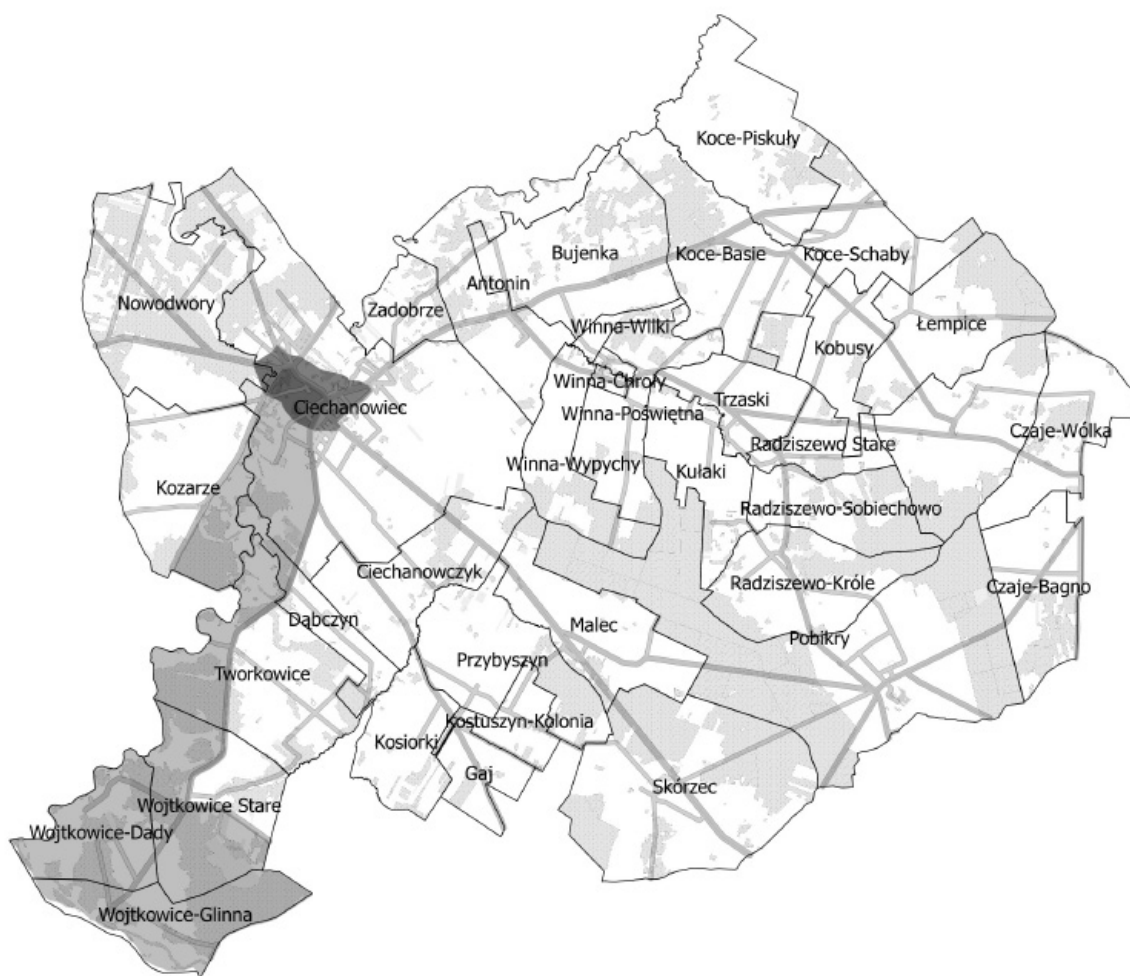 Koce-Piskuły
Bujenka
Koce-Basie
Koce-Schaby
Nowodwory
Zadobrze
Antonin
Winna-Wilki
Łempice
Kobusy
Winna-Chroły
Trzaski
Ciechanowiec
Winna-Poświętna
Radziszewo Stare
Czaje-Wólka
Kozarze
Winna-Wypychy
Kułaki
Radziszewo-Sobiechowo
Ciechanowczyk
Radziszewo-Króle
Czaje-Bagno
Dąbczyn
Malec
Pobikry
Tworkowice
Przybyszyn
Kostuszyn-Kolonia
Kosiorki
Gaj
Skórzec
Wojtkowice Stare
Wojtkowice-Dady
Wojtkowice-Glinna